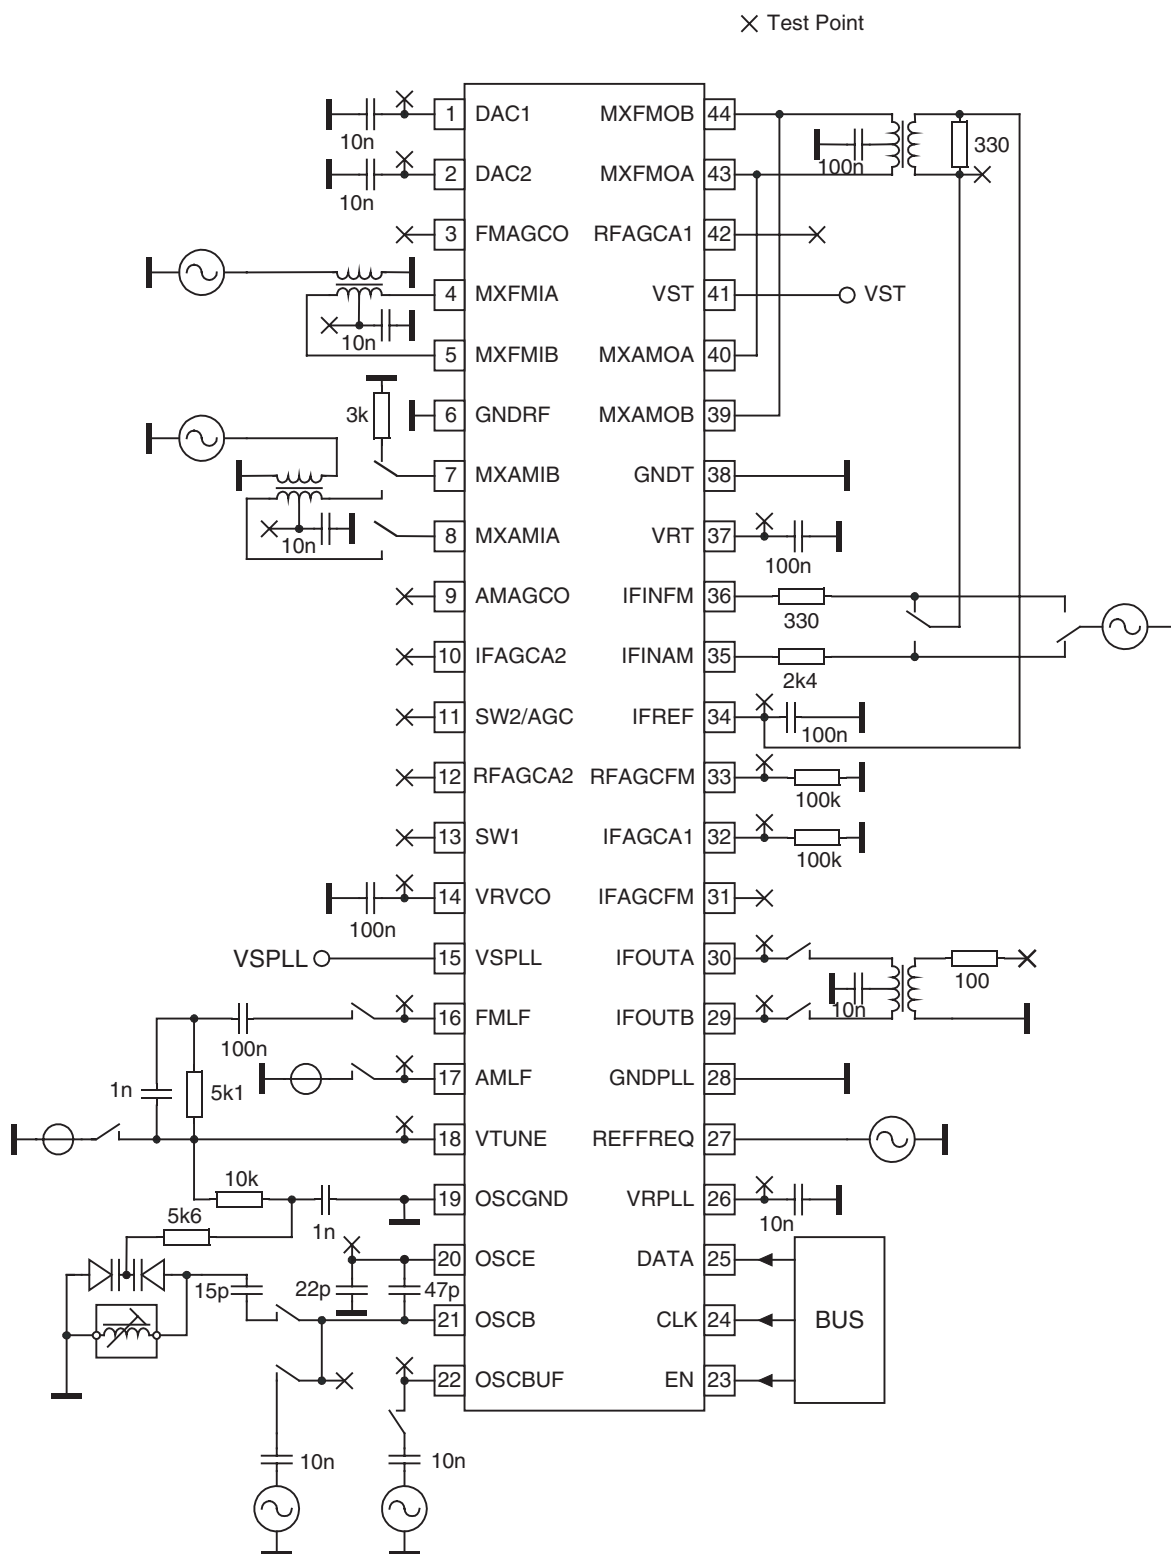 Test Point
1 DAC1 MXFMOB 44
10n
100n
330
2 DAC2 MXFMOA 43
10n
3 FMAGCO RFAGCA1 42
4 MXFMIA VST 41 VST
10n
5 MXFMIB MXAMOA 40
3k
6 GNDRF MXAMOB 39
7 MXAMIB GNDT 38
10n
8 MXAMIA VRT 37
100n
9 AMAGCO IFINFM 36
330
10 IFAGCA2 IFINAM 35
2k4
11 SW2/AGC IFREF 34
100n
12 RFAGCA2 RFAGCFM 33
100k
13 SW1 IFAGCA1 32
100k
14 VRVCO IFAGCFM 31
100n
VSPLL 15 VSPLL IFOUTA 30
100
10n
16 FMLF IFOUTB 29
100n
1n
5k1
17 AMLF GNDPLL 28
18 VTUNE REFFREQ 27
10k
19 OSCGND VRPLL 26
5k6
1n
10n
20 OSCE DATA 25
15p
22p
47p
21 OSCB CLK 24
BUS
22 OSCBUF EN 23
10n
10n